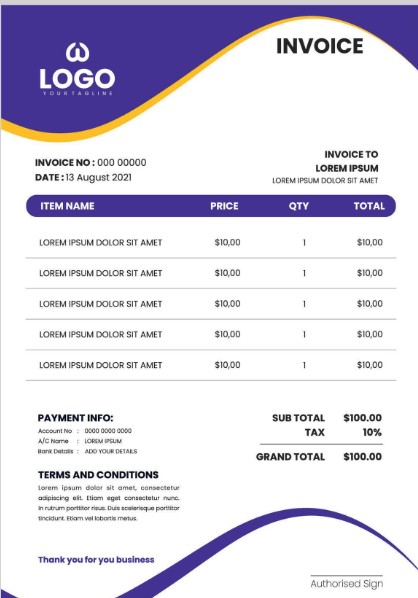 INVOICE
LOGO
YOURTAGLINE
INVOICE NO : 000 00000
DATE : 13 August 2021
INVOICE TO
LOREM IPSUM
LOREM IPSUM DOLOR SIT AMET
ITEM NAME PRICE QTY TOTAL
LOREM IPSUM DOLOR SIT AMET $10,00 1 $10,00
LOREM IPSUM DOLOR SIT AMET $10,00 1 $10,00
LOREM IPSUM DOLOR SIT AMET $10,00 1 $10,00
LOREM IPSUM DOLOR SIT AMET $10,00 1 $10,00
LOREM IPSUM DOLOR SIT AMET $10,00 1 $10,00
PAYMENT INFO:
Account No : 0000 0000 0000
A/C Name : LOREM IPSUM
Bank Details : ADD YOUR DETAILS
SUB TOTAL $100.00
TAX 10%
GRAND TOTAL $100.00
TERMS AND CONDITIONS
Lorem ipsum dolor sit amet, consectetur
adipiscing elit. Etiam eget consectetur diam.
In rutrum porttitor risus. Duis scelerisque porttitor
tincidunt. Etiam lobortis metus.
Thank you for you business
Authorised Sign